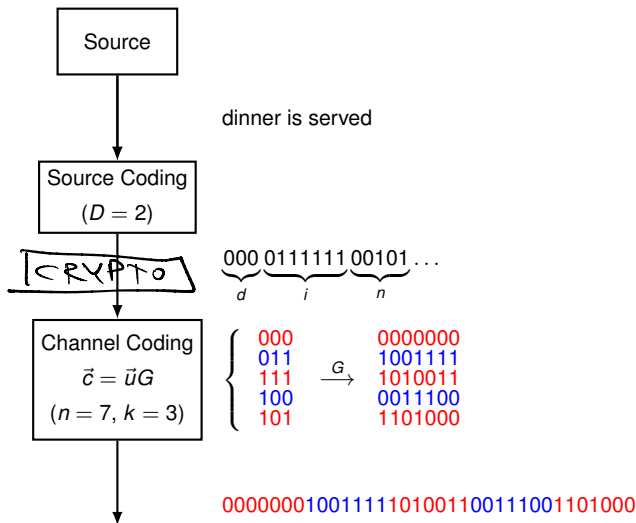 Source
dinner is served
Source Coding
(D = 2)
CRYPTO
000 0111111 00101 ...
d i n
Channel Coding
c⃗ = u⃗G
(n = 7, k = 3)
000 0000000
011 1001111
111 G 1010011
100 0011100
101 1101000
00000001001111101001100111001101000